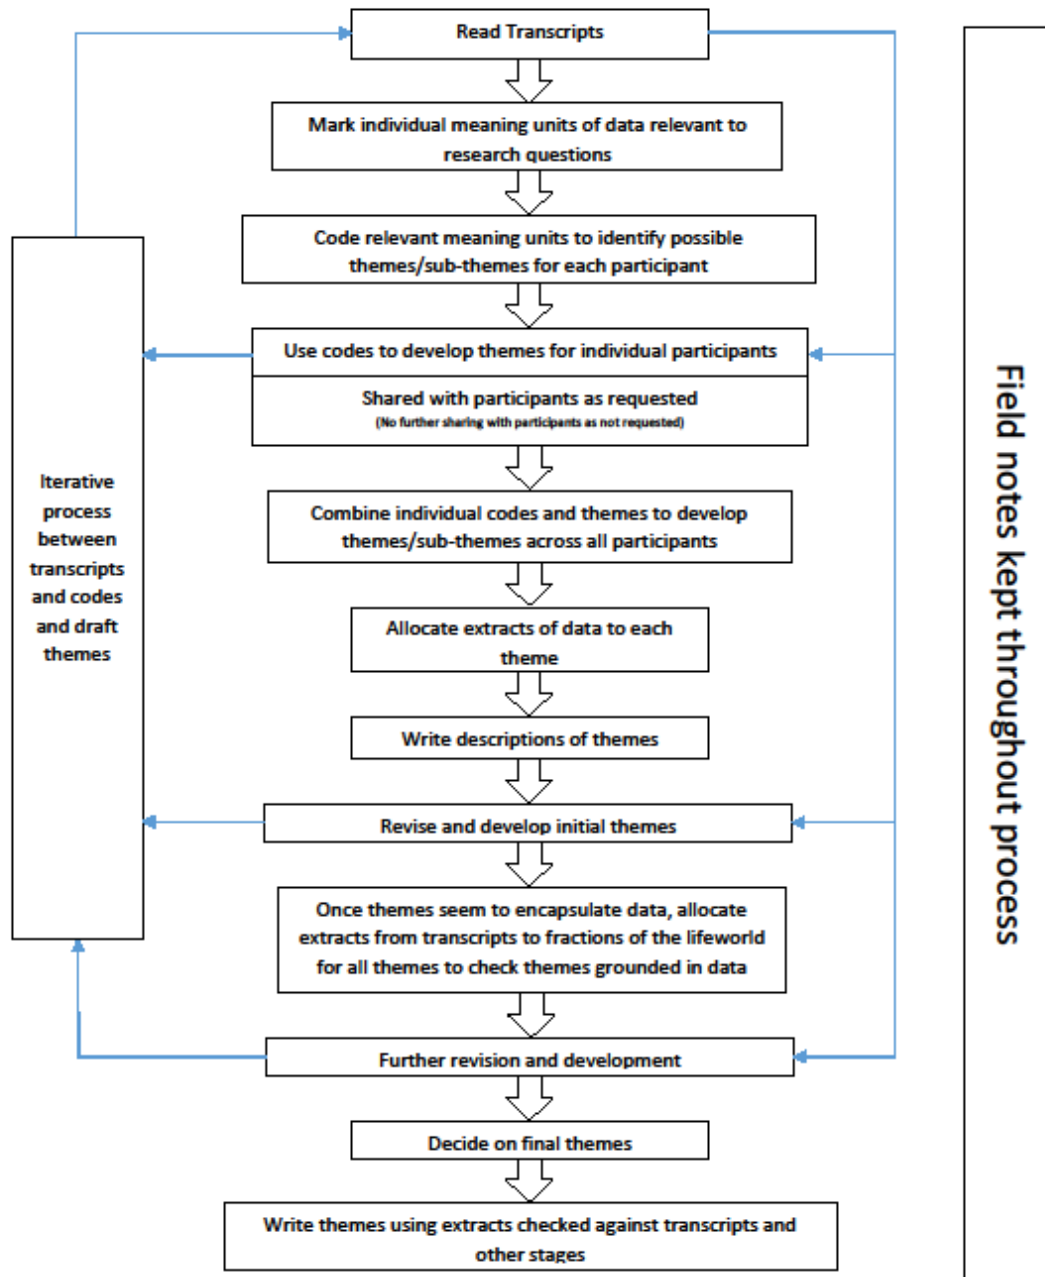 Read Transcripts
Mark individual meaning units of data relevant to
research questions
Code relevant meaning units to identify possible
themes/sub-themes for each participant
Use codes to develop themes for individual participants
Shared with participants as requested
(No further sharing with participants as not requested)
Iterative
process
between
transcripts
and codes
and draft
themes
Combine individual codes and themes to develop
themes/sub-themes across all participants
Allocate extracts of data to each
theme
Write descriptions of themes
Revise and develop initial themes
Once themes seem to encapsulate data, allocate
extracts from transcripts to fractions of the lifeworld
for all themes to check themes grounded in data
Further revision and development
Decide on final themes
Write themes using extracts checked against transcripts and
other stages
Field notes kept throughout process